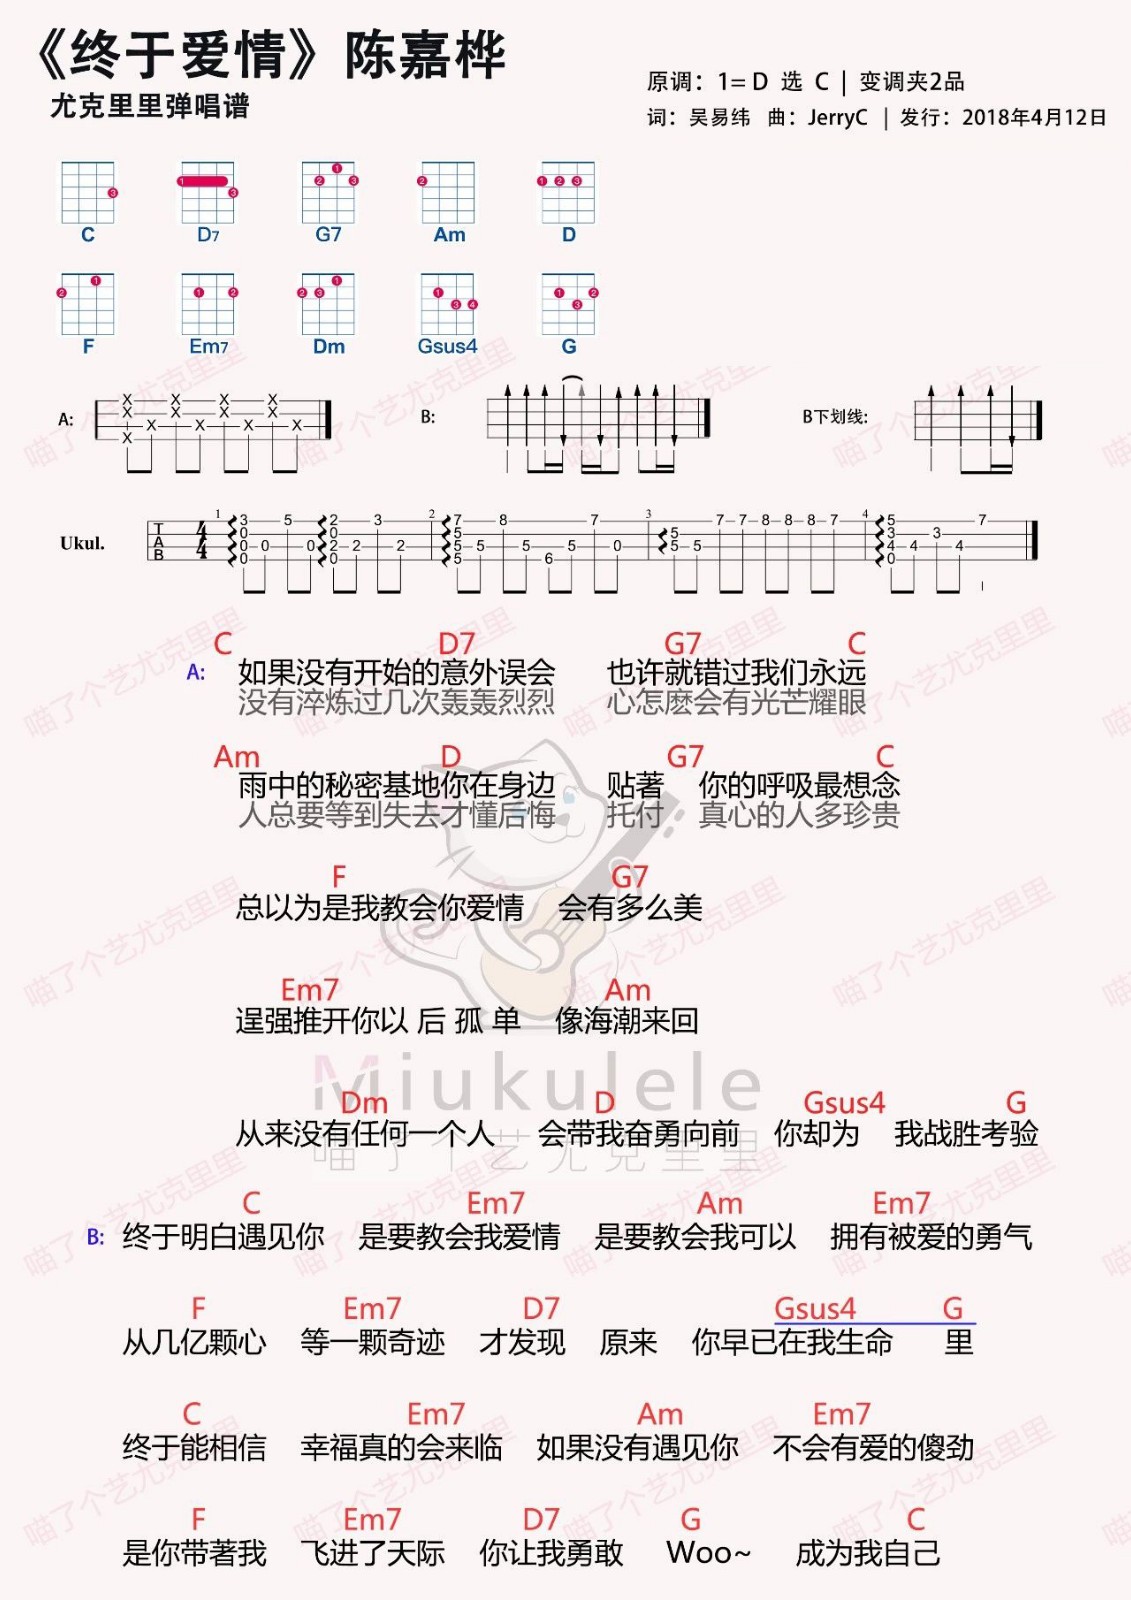 《终于爱情》陈嘉桦
尤克里里弹唱谱
原调：1=D 选 C | 变调夹2品
词：吴易纬 曲：JerryC | 发行：2018年4月12日
C D7 G7 Am D
F Em7 Dm Gsus4 G
A: B: B下划线:
Ukul.
C D7 G7 C
A: 如果没有开始的意外误会 也许就错过我们永远
没有淬炼过几次轰轰烈烈 心怎麽会有光芒耀眼
Am D G7 C
雨中的秘密基地你在身边 贴著 你的呼吸最想念
人总要等到失去才懂后悔 托付 真心的人多珍贵
F G7
总以为是我教会你爱情 会有多么美
Em7 Am
逞强推开你以 后 孤 单 像海潮来回
Miukulele
Dm D Gsus4 G
从来没有任何一个人 会带我奋勇向前 你却为 我战胜考验
喵了个艺尤克里里
C Em7 Am Em7
B: 终于明白遇见你 是要教会我爱情 是要教会我可以 拥有被爱的勇气
F Em7 D7 Gsus4 G
从几亿颗心 等一颗奇迹 才发现 原来 你早已在我生命 里
C Em7 Am Em7
终于能相信 幸福真的会来临 如果没有遇见你 不会有爱的傻劲
F Em7 D7 G C
是你带著我 飞进了天际 你让我勇敢 Woo~ 成为我自己